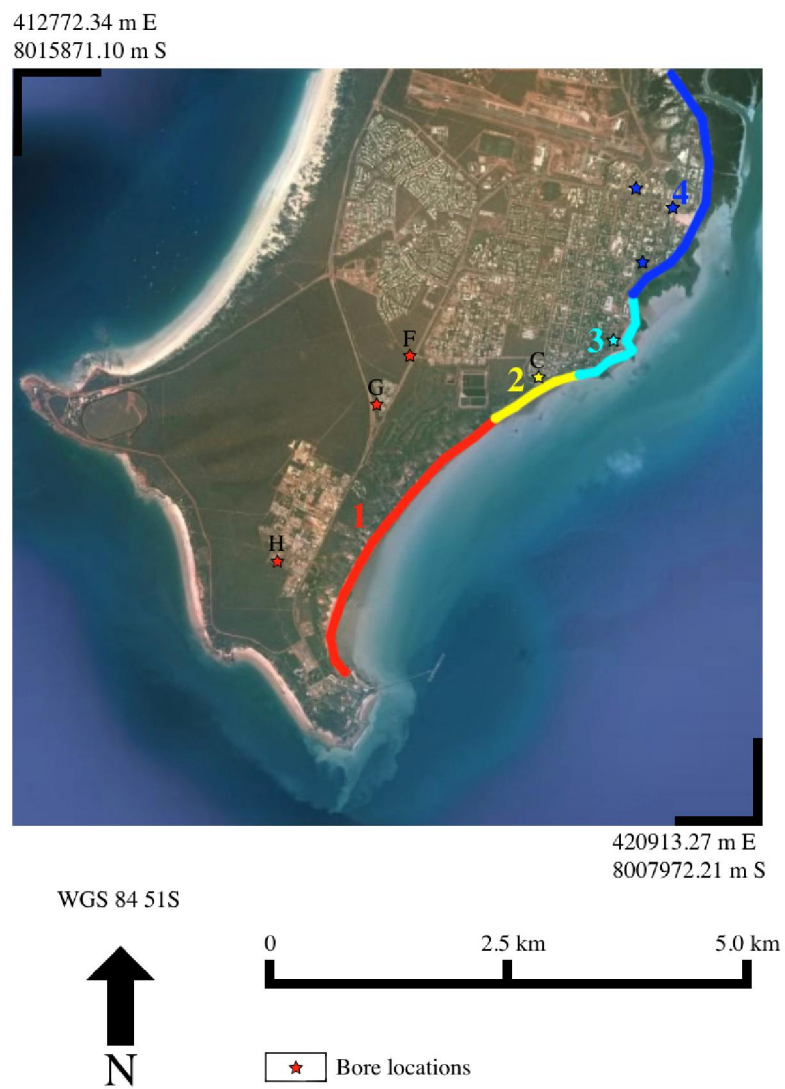 412772.34 m E
8015871.10 m S
4
F
3
C
2
G
1
H
420913.27 m E
8007972.21 m S
WGS 84 51S
0 2.5 km 5.0 km
N
Bore locations